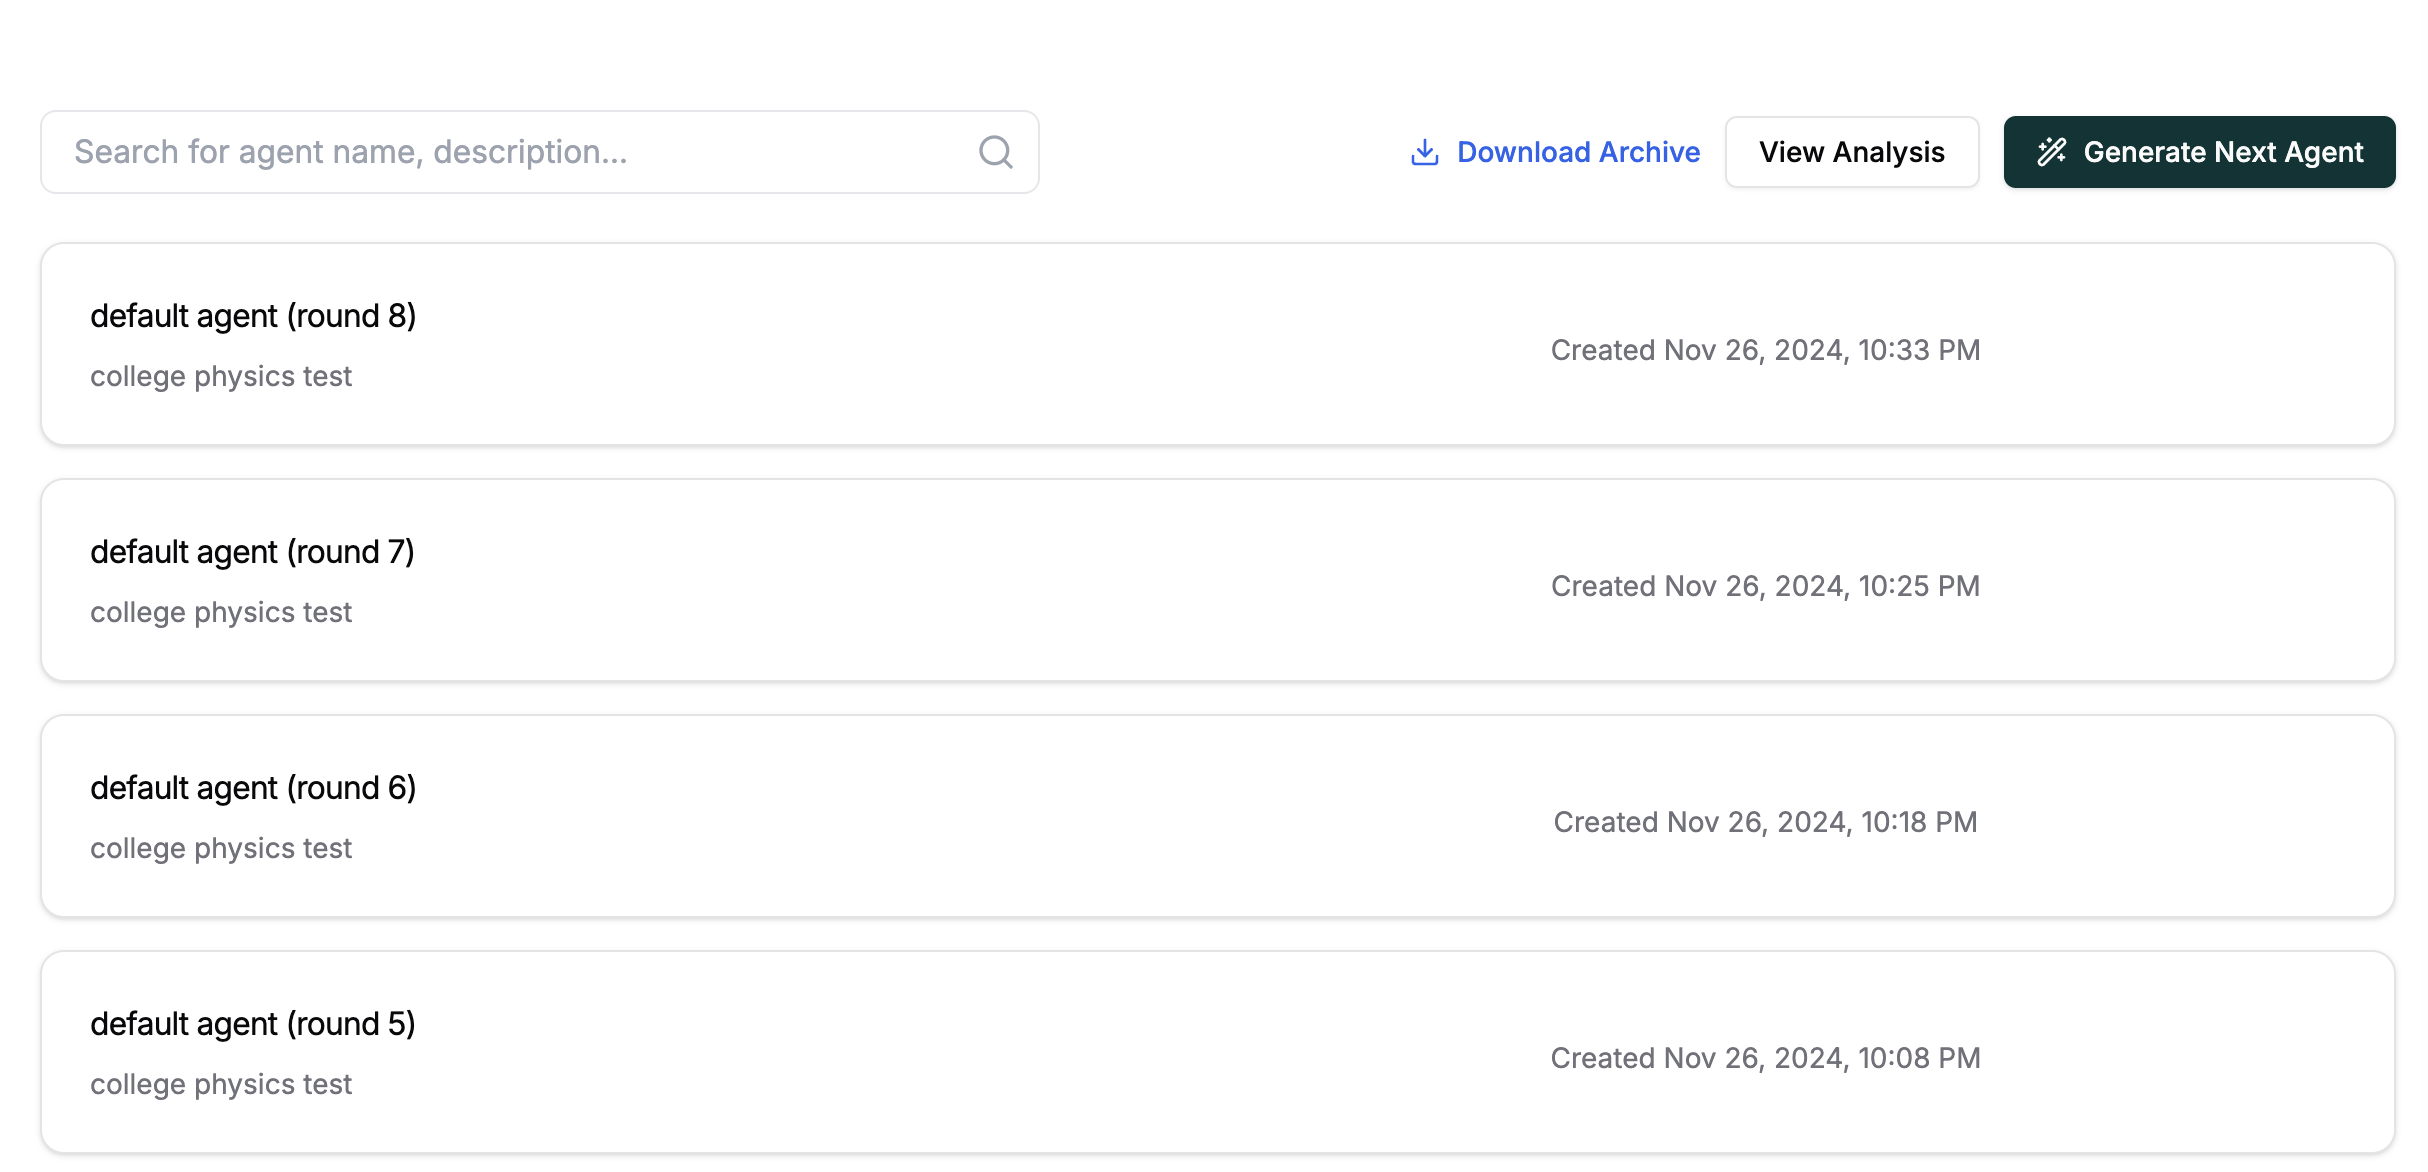 Search for agent name, description...
Download Archive
View Analysis
Generate Next Agent
default agent (round 8)
college physics test
Created Nov 26, 2024, 10:33 PM
default agent (round 7)
college physics test
Created Nov 26, 2024, 10:25 PM
default agent (round 6)
college physics test
Created Nov 26, 2024, 10:18 PM
default agent (round 5)
college physics test
Created Nov 26, 2024, 10:08 PM